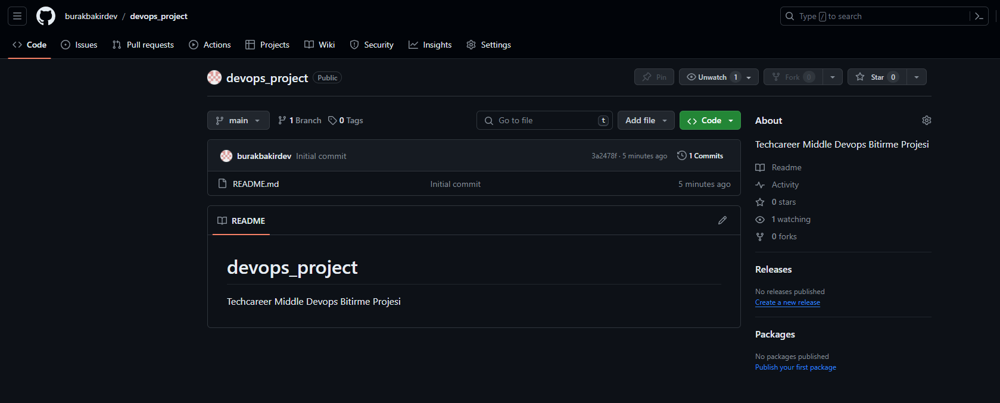 burakbakirdev / devops_project
Type / to search
Code Issues Pull requests Actions Projects Wiki Security Insights Settings
devops_project Public
Pin Unwatch 1 Fork 0 Star 0
main 1 Branch 0 Tags Go to file t Add file Code
burakbakirdev Initial commit 3a2478f · 5 minutes ago 1 Commits
README.md Initial commit 5 minutes ago
README
devops_project
Techcareer Middle Devops Bitirme Projesi
About
Techcareer Middle Devops Bitirme Projesi
Readme
Activity
0 stars
1 watching
0 forks
Releases
No releases published
Create a new release
Packages
No packages published
Publish your first package